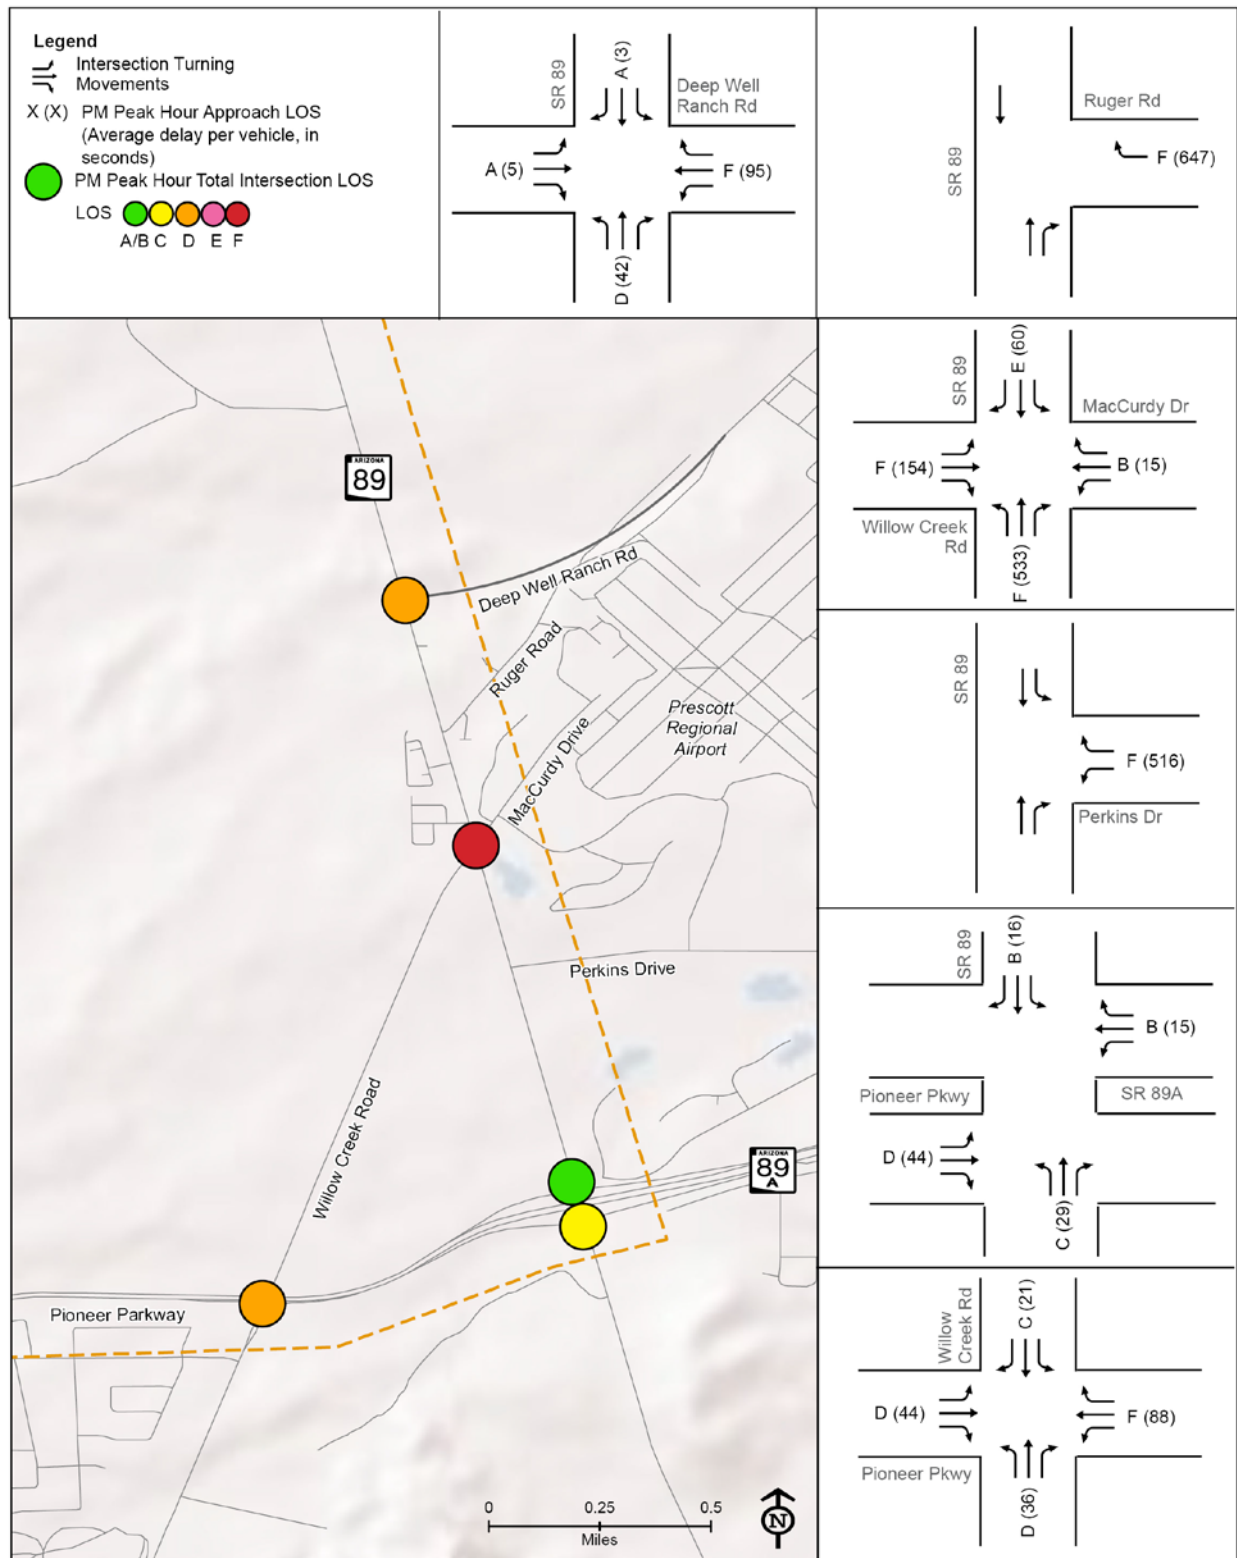 Legend
Intersection Turning
Movements
X (X) PM Peak Hour Approach LOS
(Average delay per vehicle, in
seconds)
PM Peak Hour Total Intersection LOS
LOS
A/B C D E F
SR 89
A (3)
Deep Well
Ranch Rd
A (5)
F (95)
D (42)
SR 89
Ruger Rd
F (647)
SR 89
E (60)
MacCurdy Dr
F (154)
B (15)
Willow Creek
Rd
F (533)
SR 89
F (516)
Perkins Dr
SR 89
B (16)
B (15)
Pioneer Pkwy
SR 89A
D (44)
C (29)
Willow
Creek Rd
C (21)
D (44)
F (88)
Pioneer Pkwy
D (36)
ARIZONA
89
Deep Well Ranch Rd
Ruger Road
Prescott
Regional
Airport
MacCurdy Drive
Perkins Drive
Willow Creek Road
ARIZONA
89
A
Pioneer Parkway
0 0.25 0.5
Miles
N